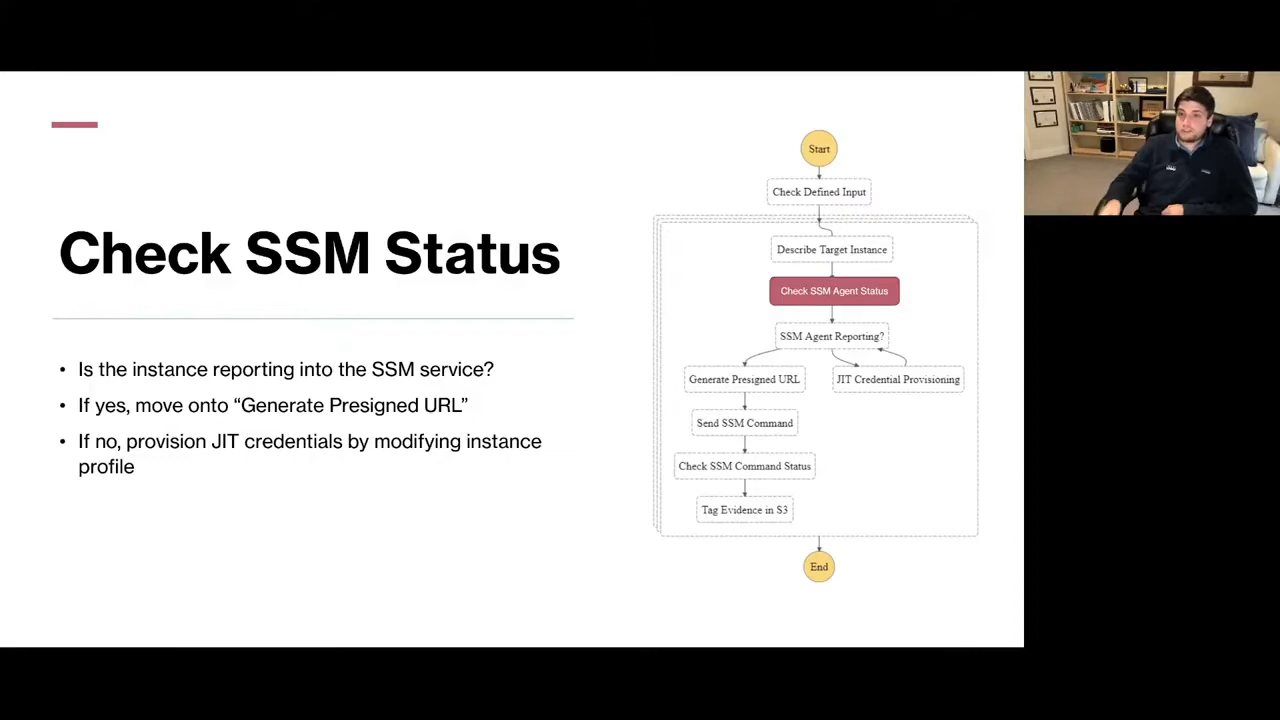 Check SSM Status
• Is the instance reporting into the SSM service?
• If yes, move onto “Generate Presigned URL”
• If no, provision JIT credentials by modifying instance
profile
Start
Check Defined Input
Describe Target Instance
Check SSM Agent Status
SSM Agent Reporting?
Generate Presigned URL
JIT Credential Provisioning
Send SSM Command
Check SSM Command Status
Tag Evidence in S3
End